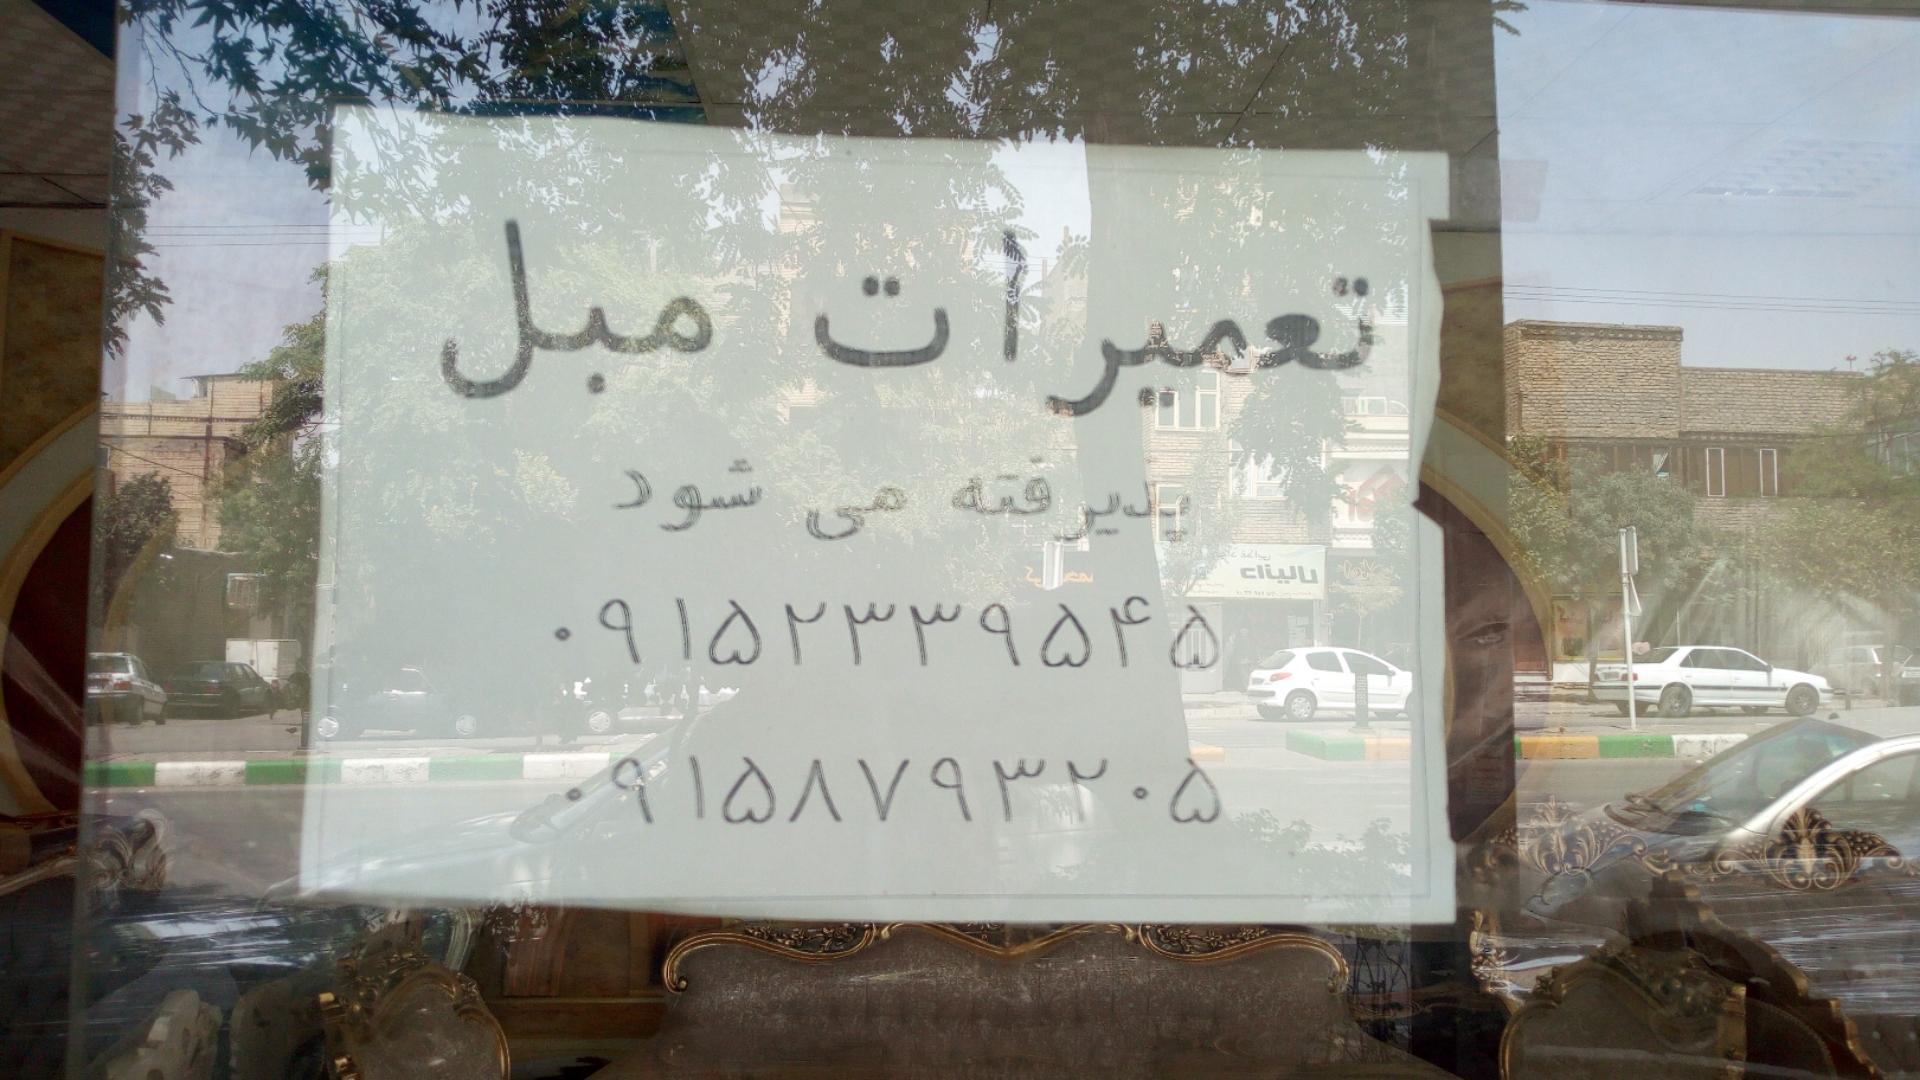 تعمیرات مبل
پذیرفته می شود
۰۹۱۵۲۳۳۹۵۴۵
۰۹۱۵۸۷۹۳۲۰۵